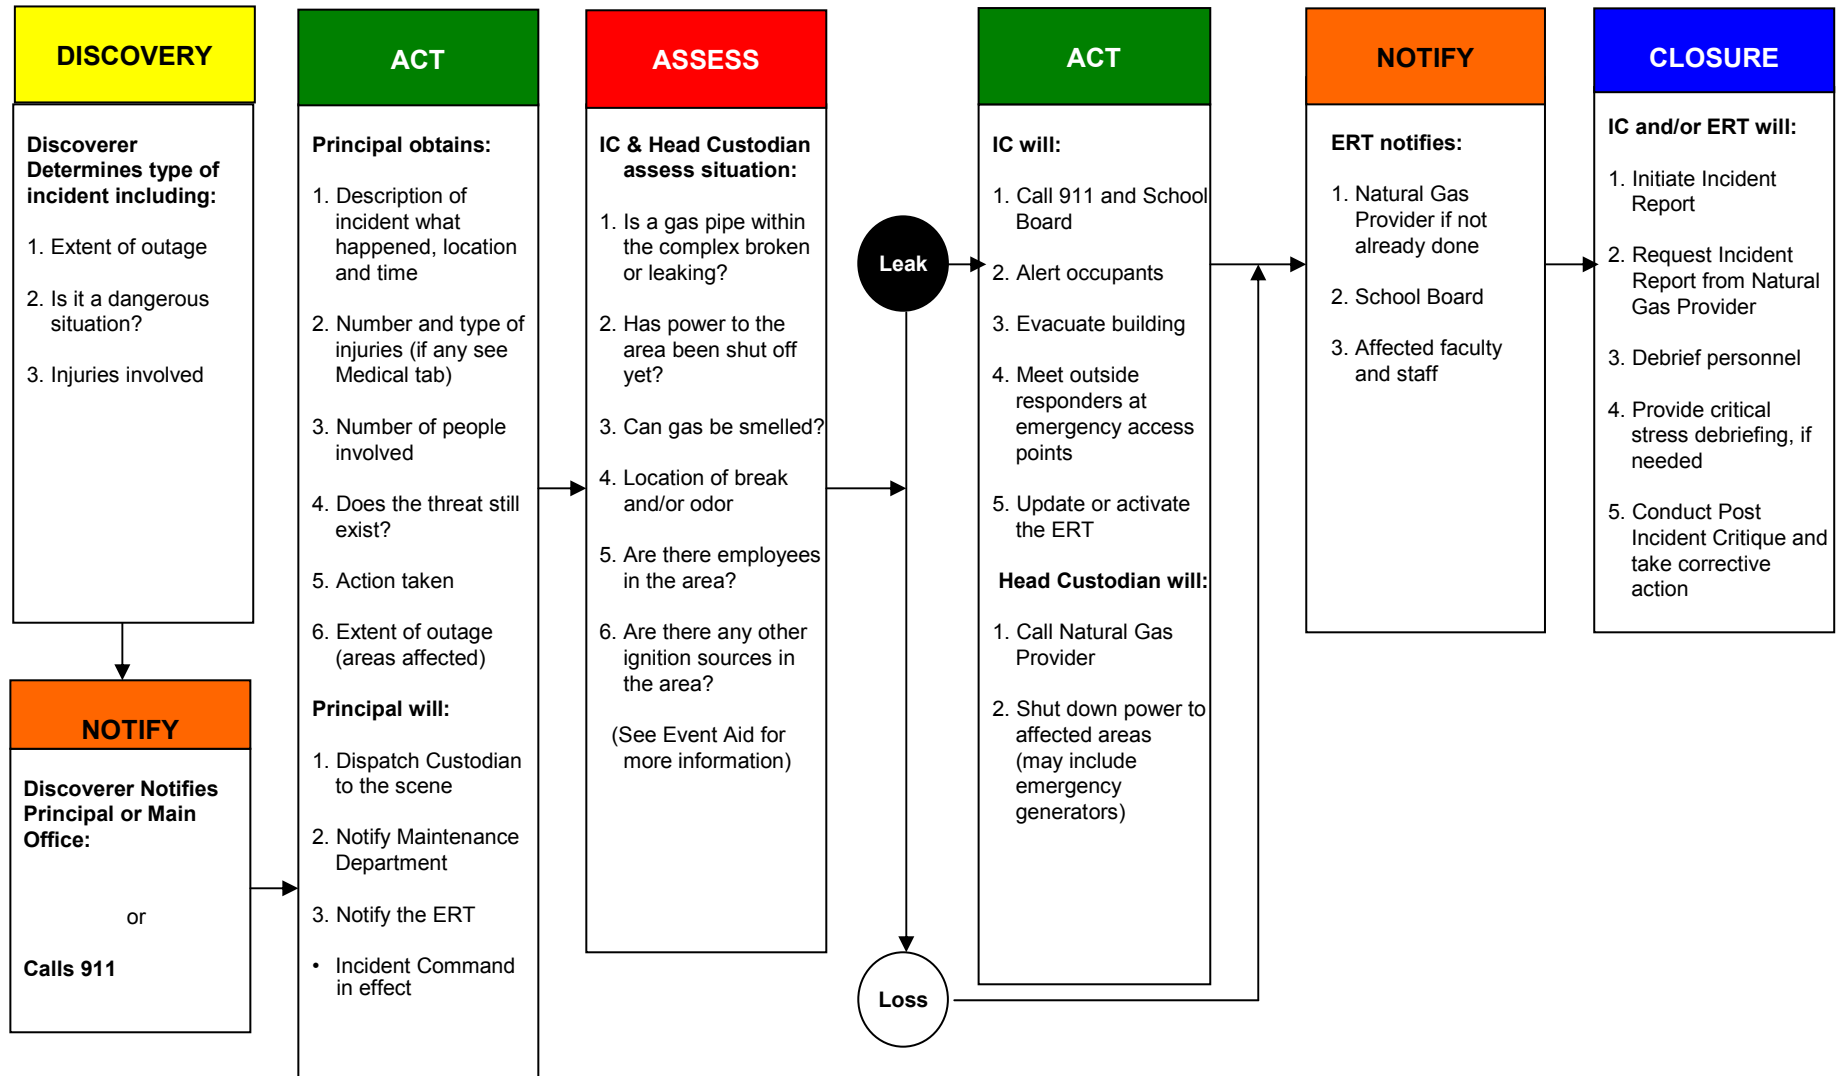 DISCOVERY
Discoverer
Determines type of
incident including:
1. Extent of outage
2. Is it a dangerous
situation?
3. Injuries involved
NOTIFY
Discoverer Notifies
Principal or Main
Office:
or
Calls 911
ACT
Principal obtains:
1. Description of
incident what
happened, location
and time
2. Number and type of
injuries (if any see
Medical tab)
3. Number of people
involved
4. Does the threat still
exist?
5. Action taken
6. Extent of outage
(areas affected)
Principal will:
1. Dispatch Custodian
to the scene
2. Notify Maintenance
Department
3. Notify the ERT
• Incident Command
in effect
ASSESS
IC & Head Custodian
assess situation:
1. Is a gas pipe within
the complex broken
or leaking?
2. Has power to the
area been shut off
yet?
3. Can gas be smelled?
4. Location of break
and/or odor
5. Are there employees
in the area?
6. Are there any other
ignition sources in
the area?
(See Event Aid for
more information)
Leak
Loss
ACT
IC will:
1. Call 911 and School
Board
2. Alert occupants
3. Evacuate building
4. Meet outside
responders at
emergency access
points
5. Update or activate
the ERT
Head Custodian will:
1. Call Natural Gas
Provider
2. Shut down power to
affected areas
(may include
emergency
generators)
NOTIFY
ERT notifies:
1. Natural Gas
Provider if not
already done
2. School Board
3. Affected faculty
and staff
CLOSURE
IC and/or ERT will:
1. Initiate Incident
Report
2. Request Incident
Report from Natural
Gas Provider
3. Debrief personnel
4. Provide critical
stress debriefing, if
needed
5. Conduct Post
Incident Critique and
take corrective
action